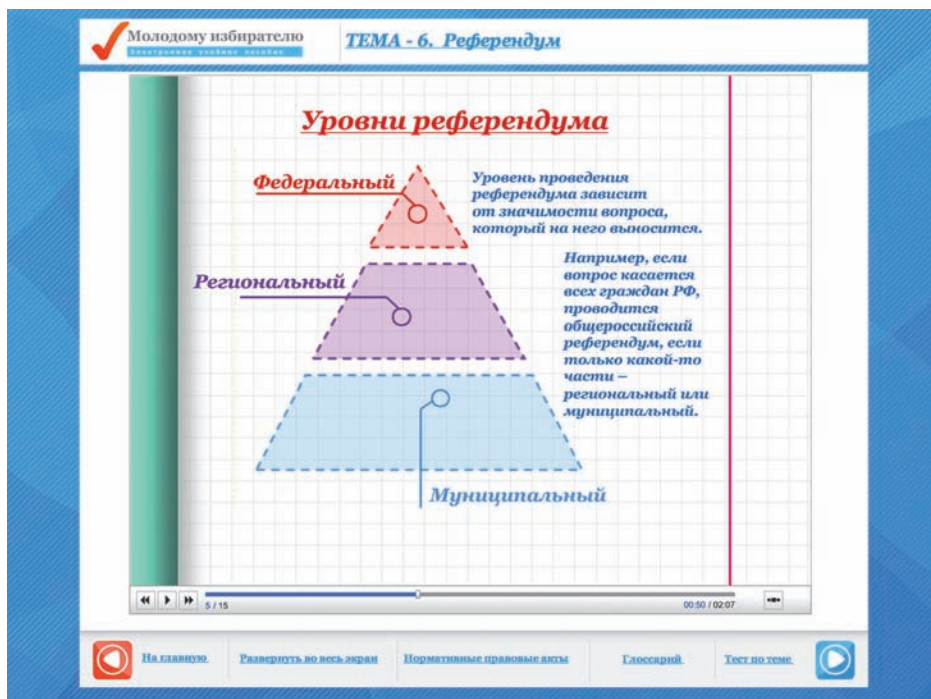 Молодому избирателю
Электронное учебное пособие
ТЕМА - 6. Референдум
Уровни референдума
Федеральный
Уровень проведения
референдума зависит
от значимости вопроса,
который на него выносится.
Например, если
вопрос касается
всех граждан РФ,
проводится
общероссийский
референдум, если
только какой-то
части –
региональный или
муниципальный.
Региональный
Муниципальный
5 / 15
00:50 / 02:07
На главную
Развернуть во весь экран
Нормативные правовые акты
Глоссарий
Тест по теме